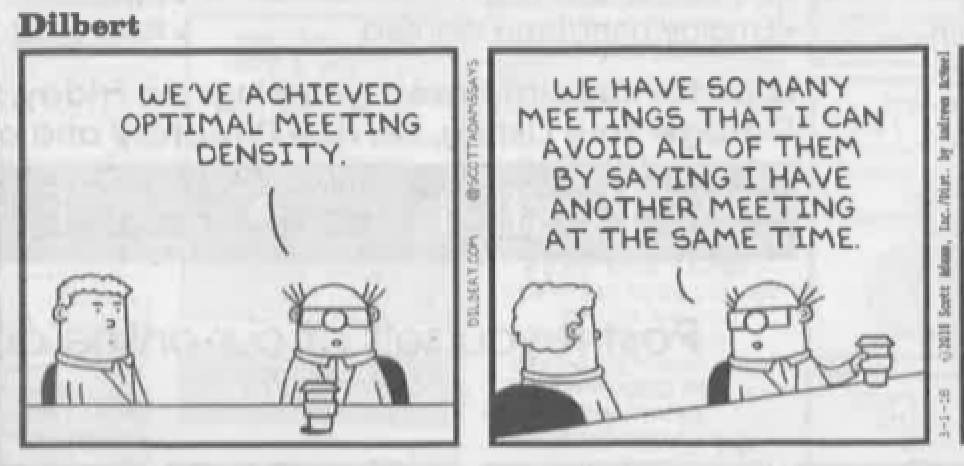 Dilbert
WE'VE ACHIEVED
OPTIMAL MEETING
DENSITY.
DILBERT.COM @SCOTTADAMSSAYS
WE HAVE SO MANY
MEETINGS THAT I CAN
AVOID ALL OF THEM
BY SAYING I HAVE
ANOTHER MEETING
AT THE SAME TIME.
3-1-18 ©2018 Scott Adams, Inc./Dist. by Andrews McMeel